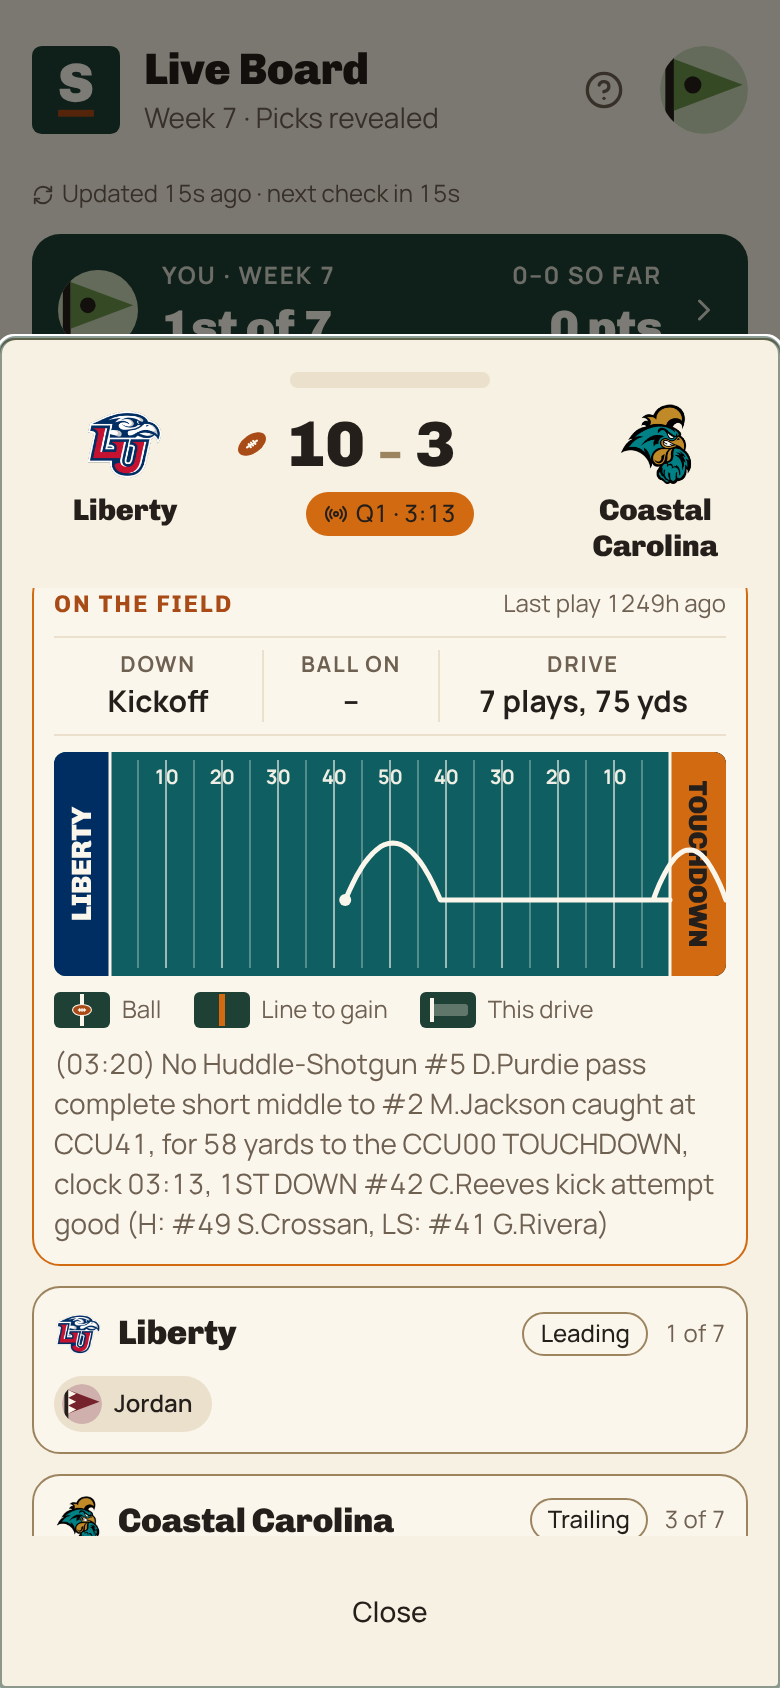 S
Live Board
Week 7 · Picks revealed
Updated 15s ago · next check in 15s
YOU · WEEK 7
0–0 SO FAR
1st of 7
0 pts
LU
10 – 3
Liberty
Q1 · 3:13
Coastal
Carolina
ON THE FIELD
Last play 1249h ago
DOWN
BALL ON
DRIVE
Kickoff
–
7 plays, 75 yds
10 20 30 40 50 40 30 20 10
LIBERTY
TOUCHDOWN
Ball
Line to gain
This drive
(03:20) No Huddle-Shotgun #5 D.Purdie pass
complete short middle to #2 M.Jackson caught at
CCU41, for 58 yards to the CCU00 TOUCHDOWN,
clock 03:13, 1ST DOWN #42 C.Reeves kick attempt
good (H: #49 S.Crossan, LS: #41 G.Rivera)
LU
Liberty
Leading
1 of 7
Jordan
Coastal Carolina
Trailing
3 of 7
Close